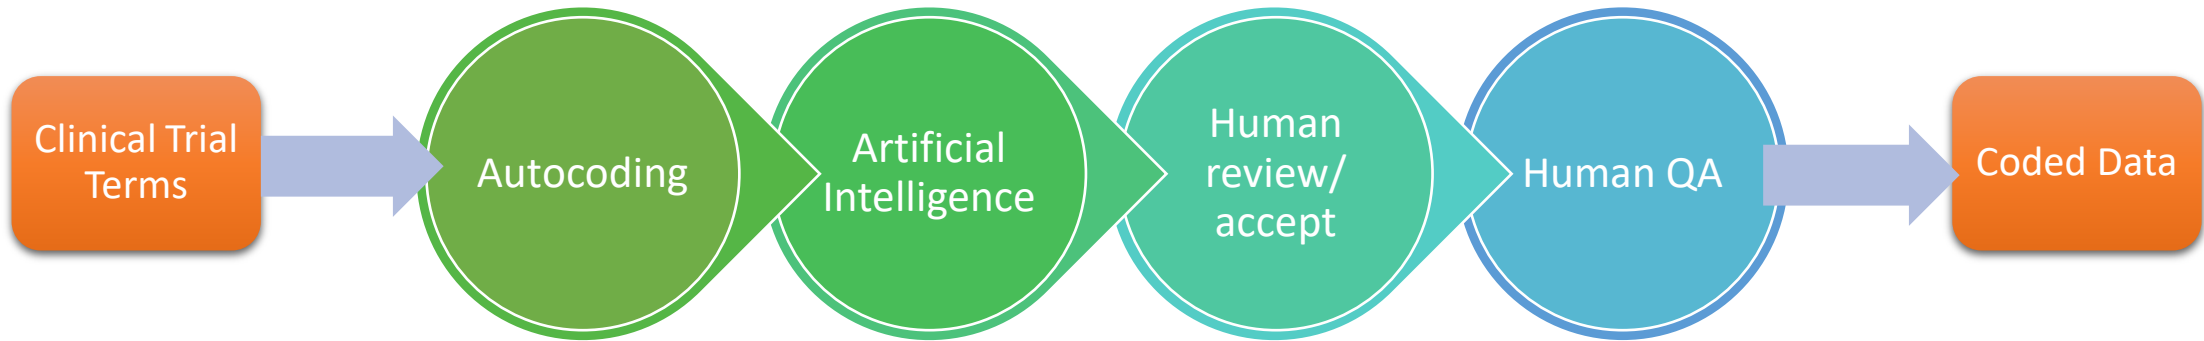 Clinical Trial
Terms
Autocoding
Artificial
Intelligence
Human
review/
accept
Human QA
Coded Data